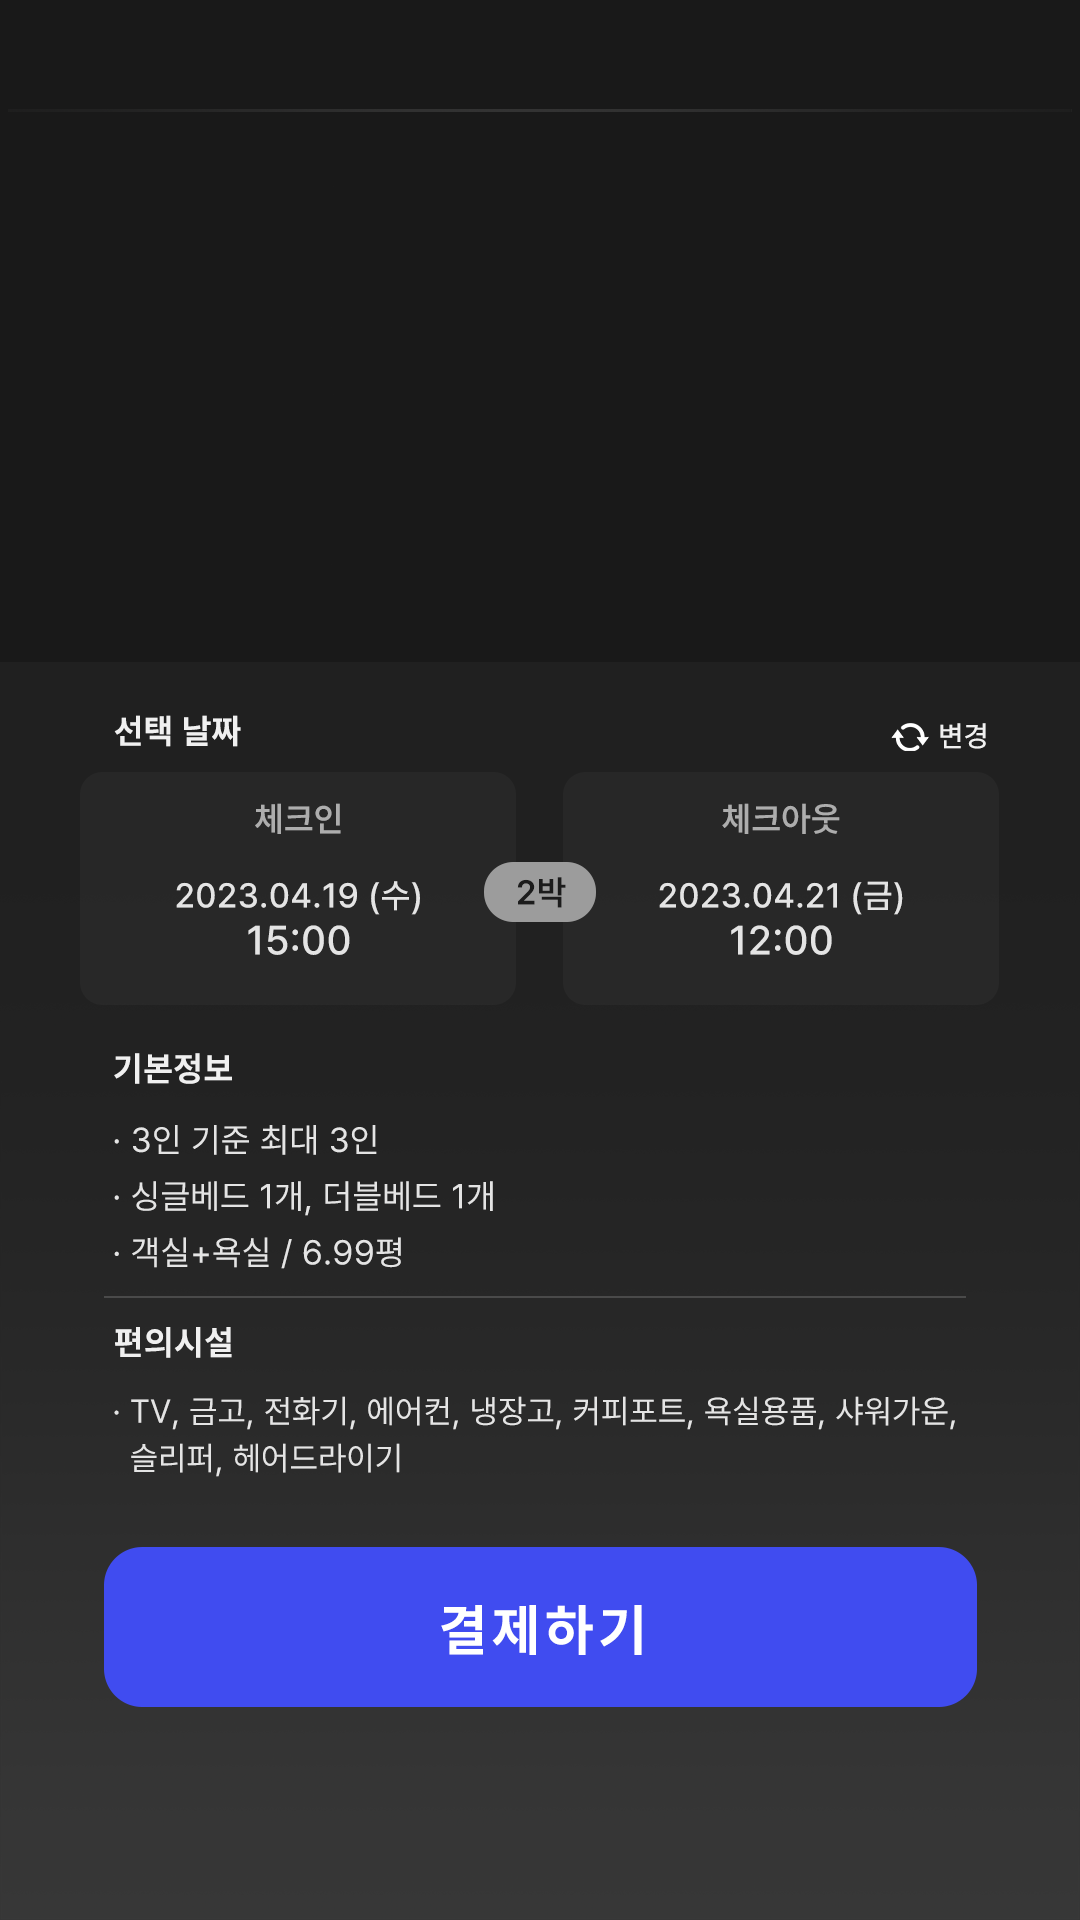 선택 날짜
변경
체크인
2023.04.19 (수)
15:00
2박
체크아웃
2023.04.21 (금)
12:00
기본정보
· 3인 기준 최대 3인
· 싱글베드 1개, 더블베드 1개
· 객실+욕실 / 6.99평
편의시설
· TV, 금고, 전화기, 에어컨, 냉장고, 커피포트, 욕실용품, 샤워가운,
슬리퍼, 헤어드라이기
결제하기